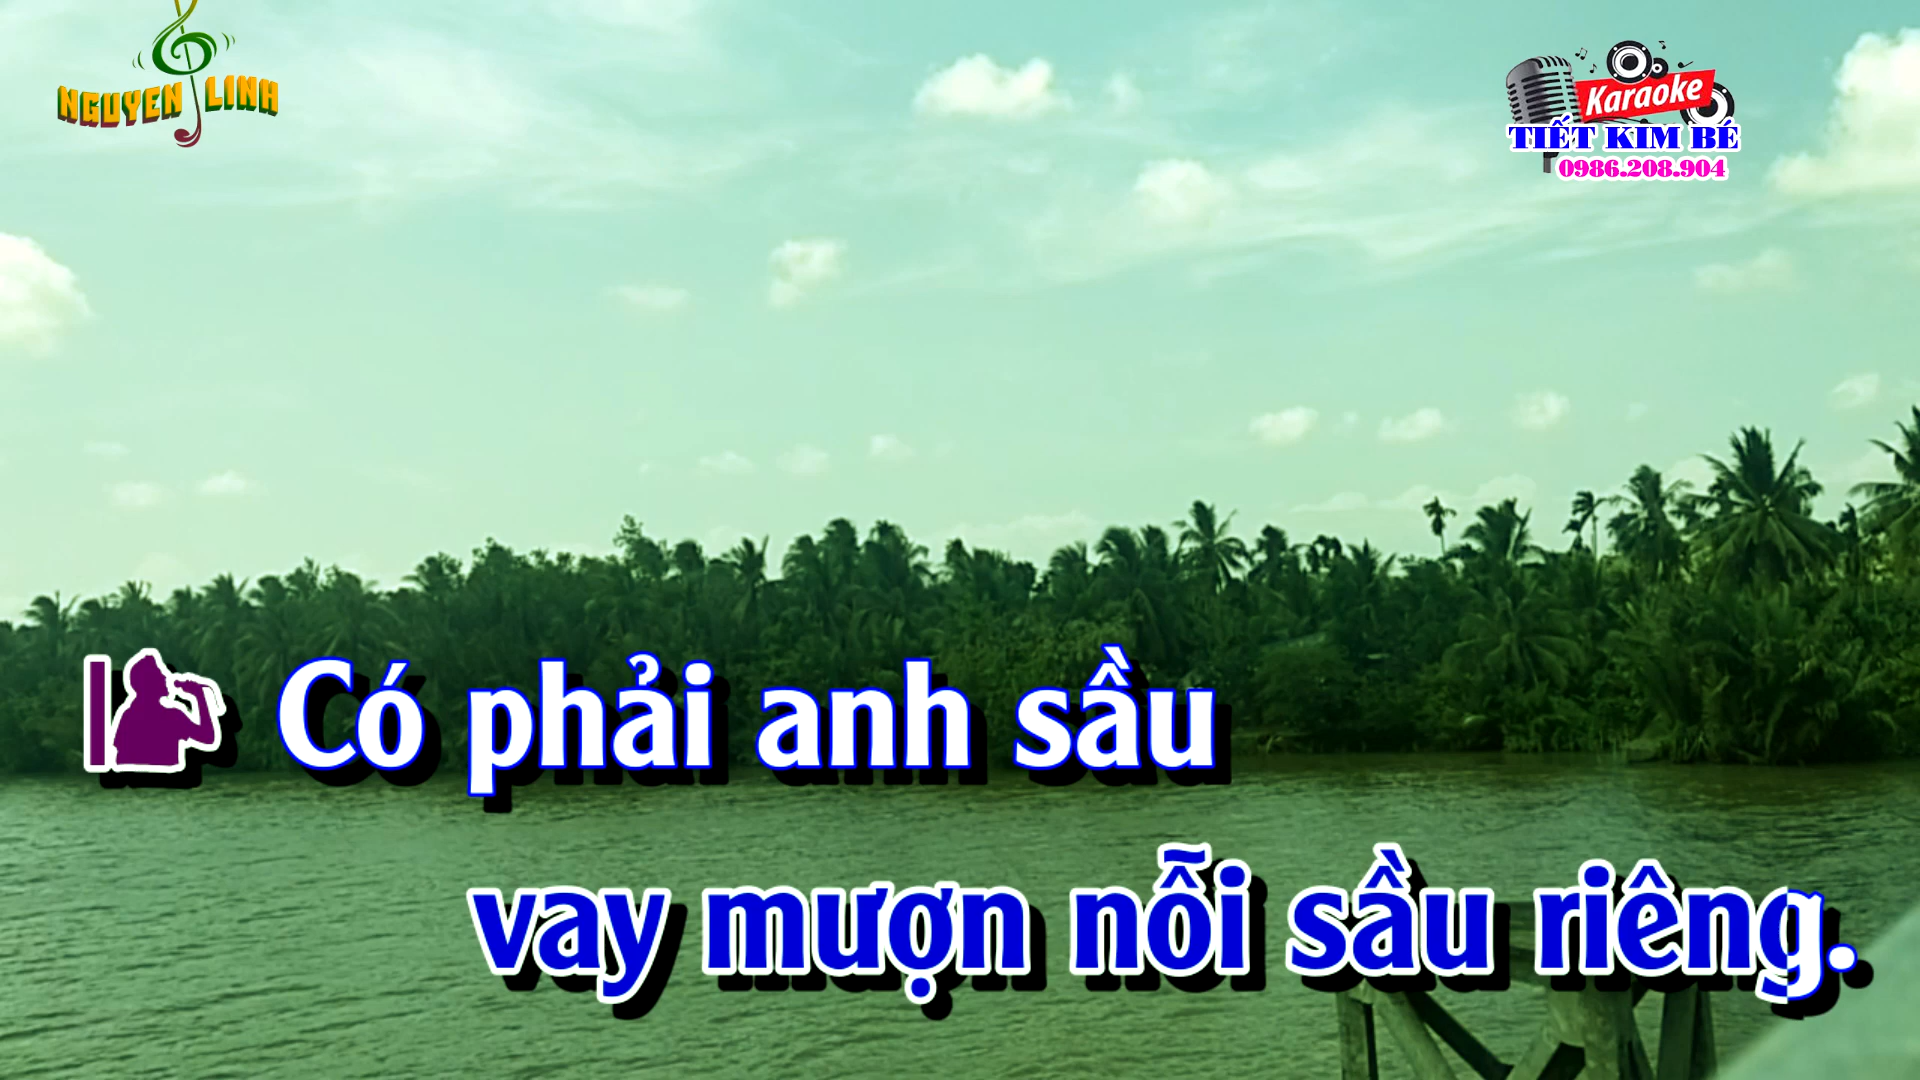 NGUYEN LINH
Karaoke
TIẾT KIM BÉ
0986.208.904
Có phải anh sầu
vay mượn nỗi sầu riêng.